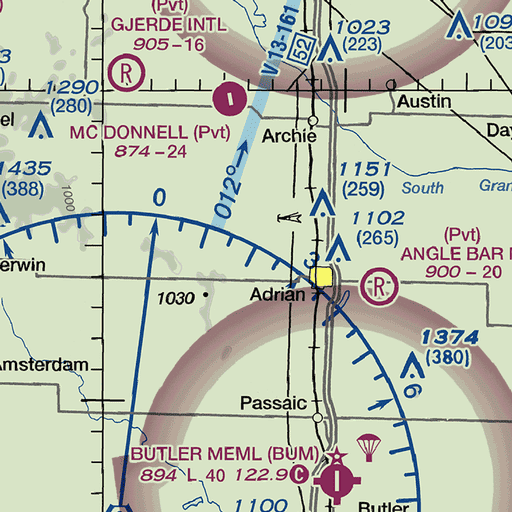 (Pvt)
GJERDE INTL
905-16
R
V 13-161
52
1023
(223)
109
(203
1290
(280)
I
Austin
MC DONNELL (Pvt)
874-24
Archie
Day
el
1435
(388)
1000
0
012°
1151
(259)
South
Gran
1102
(265)
(Pvt)
ANGLE BAR
900-20
R
erwin
3
1030
Adrian
1374
(380)
msterdam
6
Passaic
BUTLER MEML (BUM)
894 L 40 122.9 C
1100
Butler